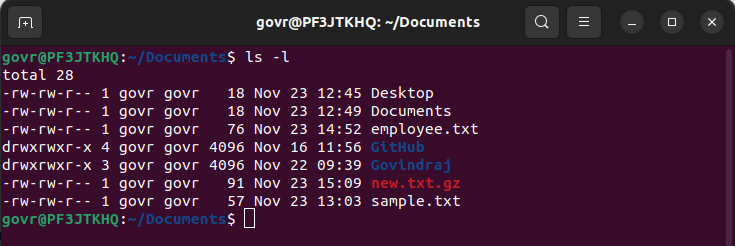 govr@PF3JTKHQ: ~/Documents
govr@PF3JTKHQ:~/Documents$ ls -l
total 28
-rw-rw-r-- 1 govr govr   18 Nov 23 12:45 Desktop
-rw-rw-r-- 1 govr govr   18 Nov 23 12:49 Documents
-rw-rw-r-- 1 govr govr   76 Nov 23 14:52 employee.txt
drwxrwxr-x 4 govr govr 4096 Nov 16 11:56 GitHub
drwxrwxr-x 3 govr govr 4096 Nov 22 09:39 Govindraj
-rw-rw-r-- 1 govr govr   91 Nov 23 15:09 new.txt.gz
-rw-rw-r-- 1 govr govr   57 Nov 23 13:03 sample.txt
govr@PF3JTKHQ:~/Documents$